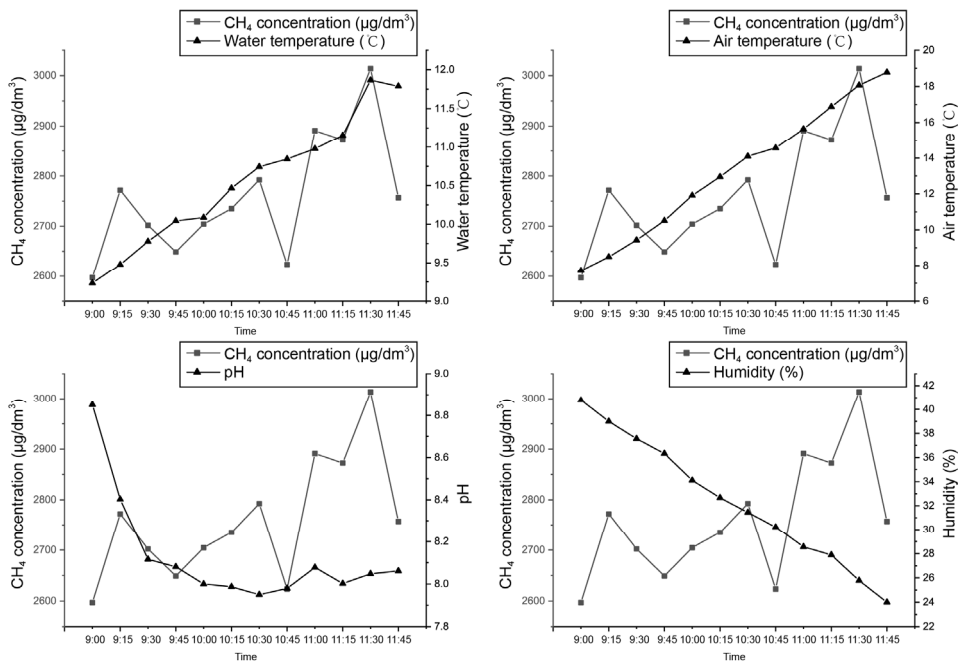 CH₄ concentration (µg/dm³)
Water temperature (℃)
CH₄ concentration (µg/dm³)
3000
2900
2800
2700
2600
12.0
11.5
11.0
10.5
10.0
9.5
9.0
Water temperature (℃)
9:00 9:15 9:30 9:45 10:00 10:15 10:30 10:45 11:00 11:15 11:30 11:45
Time
CH₄ concentration (µg/dm³)
Air temperature (℃)
CH₄ concentration (µg/dm³)
3000
2900
2800
2700
2600
20
18
16
14
12
10
8
6
Air temperature (℃)
9:00 9:15 9:30 9:45 10:00 10:15 10:30 10:45 11:00 11:15 11:30 11:45
Time
CH₄ concentration (µg/dm³)
pH
CH₄ concentration (µg/dm³)
3000
2900
2800
2700
2600
9.0
8.8
8.6
8.4
8.2
8.0
7.8
pH
9:00 9:15 9:30 9:45 10:00 10:15 10:30 10:45 11:00 11:15 11:30 11:45
Time
CH₄ concentration (µg/dm³)
Humidity (%)
CH₄ concentration (µg/dm³)
3000
2900
2800
2700
2600
42
40
38
36
34
32
30
28
26
24
22
Humidity (%)
9:00 9:15 9:30 9:45 10:00 10:15 10:30 10:45 11:00 11:15 11:30 11:45
Time